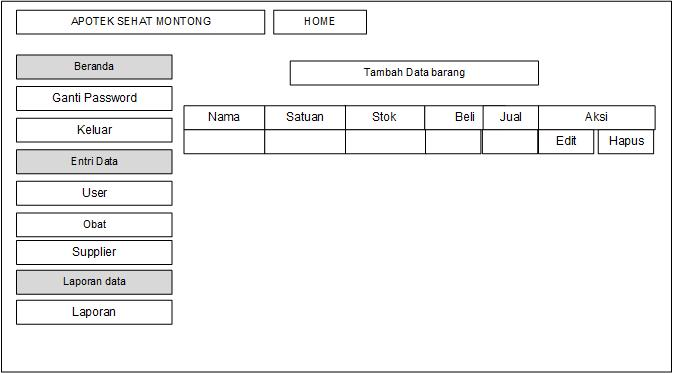 APOTEK SEHAT MONTONG
HOME
Beranda
Ganti Password
Keluar
Entri Data
User
Obat
Supplier
Laporan data
Laporan
Tambah Data barang
Nama Satuan Stok Beli Jual Aksi
Edit Hapus